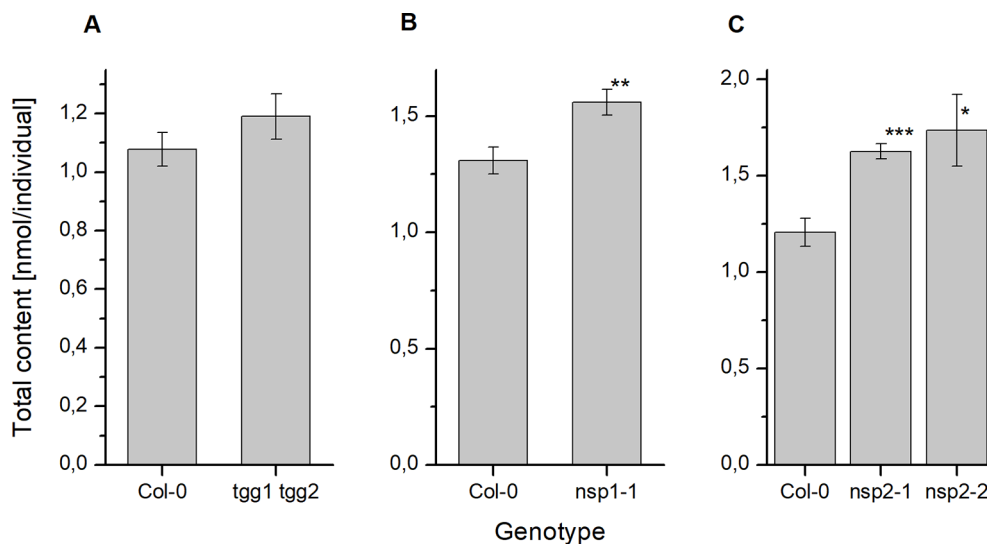 A
B
C
Total content [nmol/individual]
1,2
1,0
0,8
0,6
0,4
0,2
0,0
Col-0
tgg1 tgg2
1,5
1,0
0,5
0,0
**
Col-0
nsp1-1
2,0
1,5
1,0
0,5
0,0
***
*
Col-0
nsp2-1
nsp2-2
Genotype